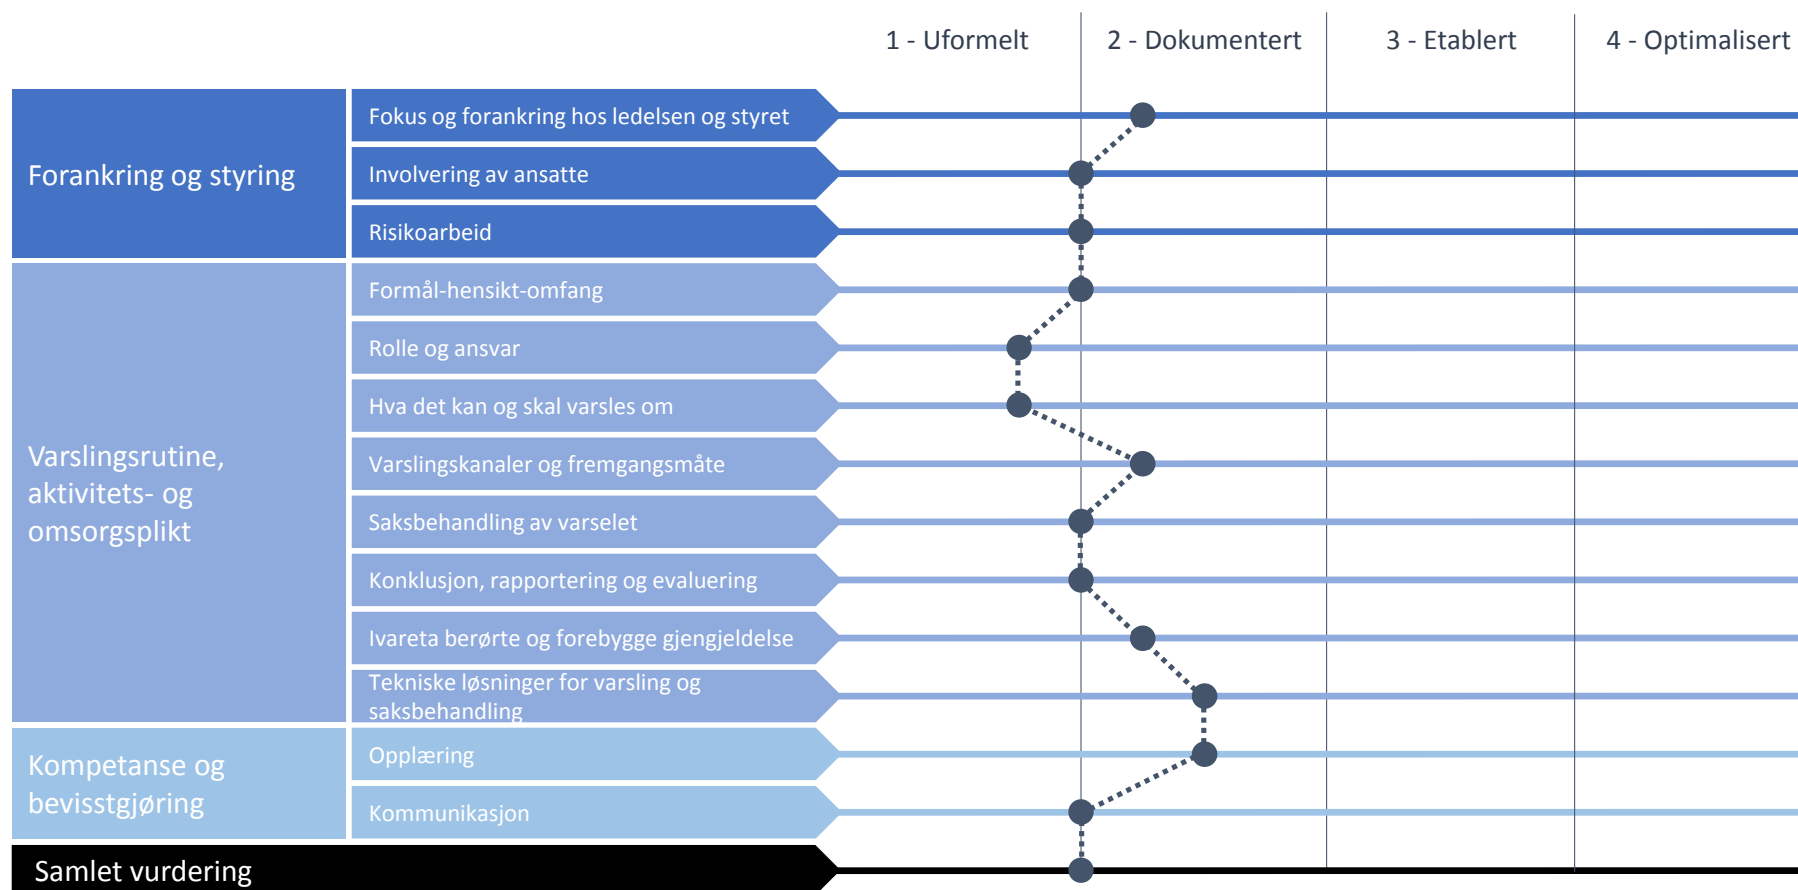 1 - Uformelt
2 - Dokumentert
3 - Etablert
4 - Optimalisert
Forankring og styring
Fokus og forankring hos ledelsen og styret
Involvering av ansatte
Risikoarbeid
Varslingsrutine,
aktivitets- og
omsorgsplikt
Formål-hensikt-omfang
Rolle og ansvar
Hva det kan og skal varsles om
Varslingskanaler og fremgangsmåte
Saksbehandling av varselet
Konklusjon, rapportering og evaluering
Ivareta berørte og forebygge gjengjeldelse
Tekniske løsninger for varsling og
saksbehandling
Kompetanse og
bevisstgjøring
Opplæring
Kommunikasjon
Samlet vurdering